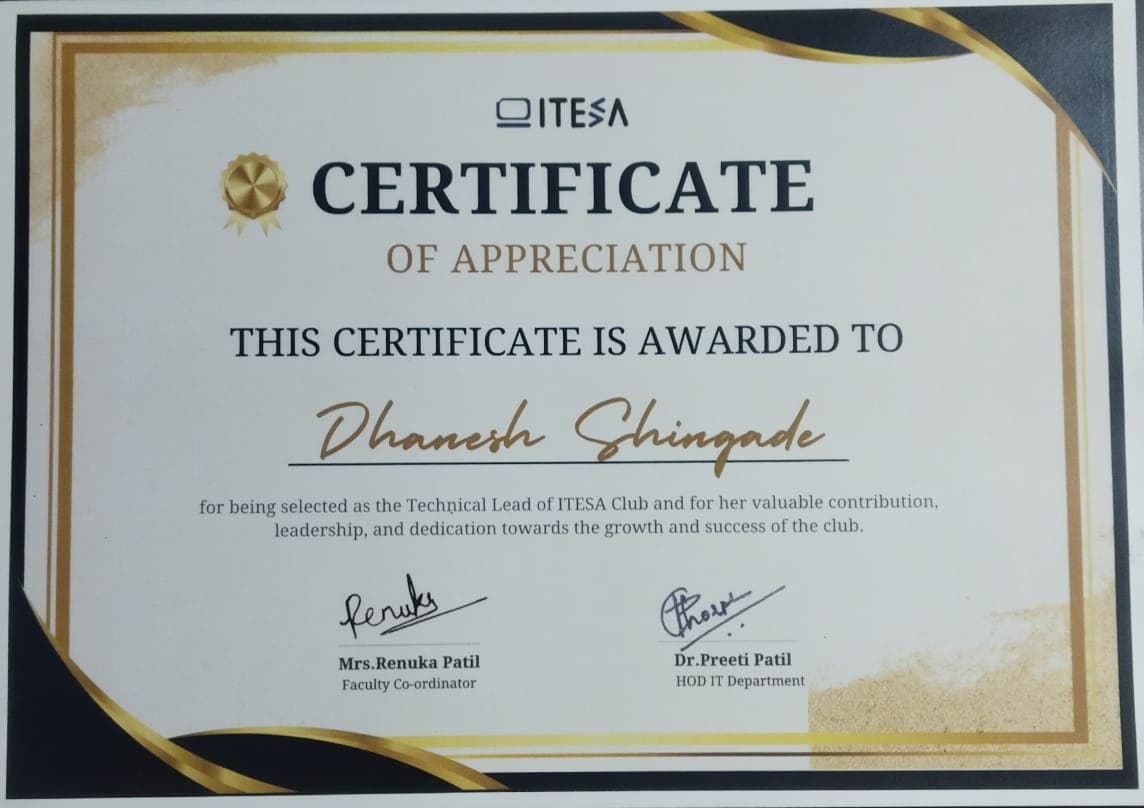 ITESA
CERTIFICATE
OF APPRECIATION
THIS CERTIFICATE IS AWARDED TO
Dhanesh Shingade
for being selected as the Technical Lead of ITESA Club and for her valuable contribution,
leadership, and dedication towards the growth and success of the club.
Renuka
Mrs.Renuka Patil Dr.Preeti Patil
Faculty Co-ordinator HOD IT Department